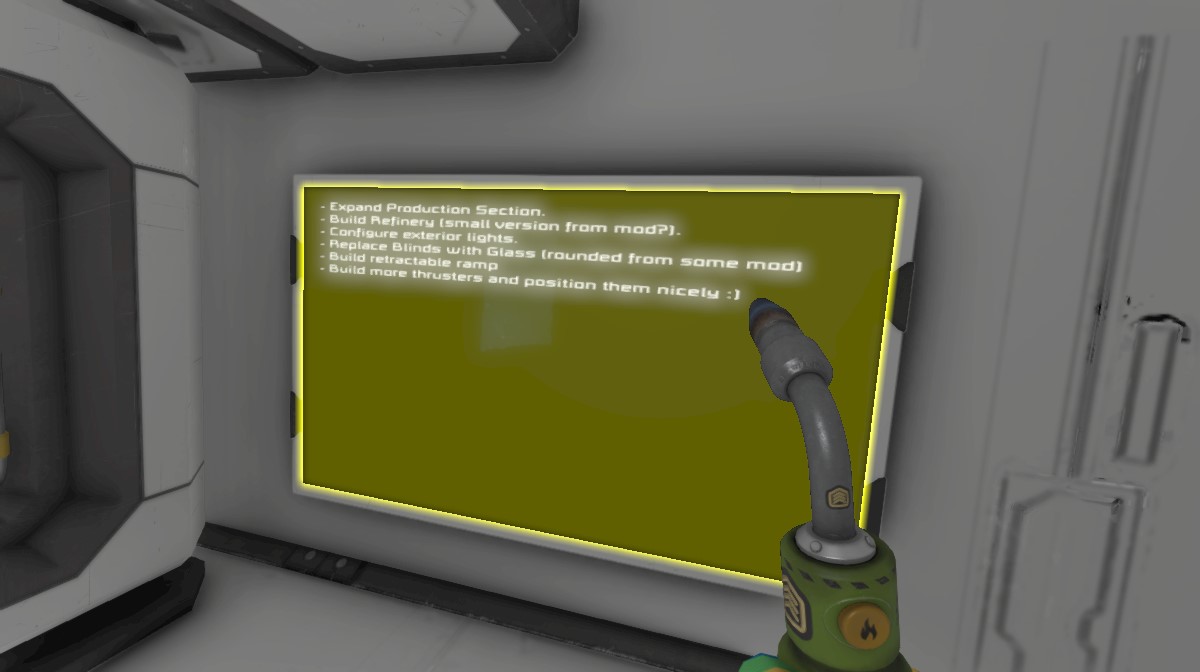 - Expand Production Section.
- Build Refinery (small version from mod?).
- Configure exterior lights.
- Replace Blinds with Glass (rounded from some mod)
- Build retractable ramp
- Build more thrusters and position them nicely :)